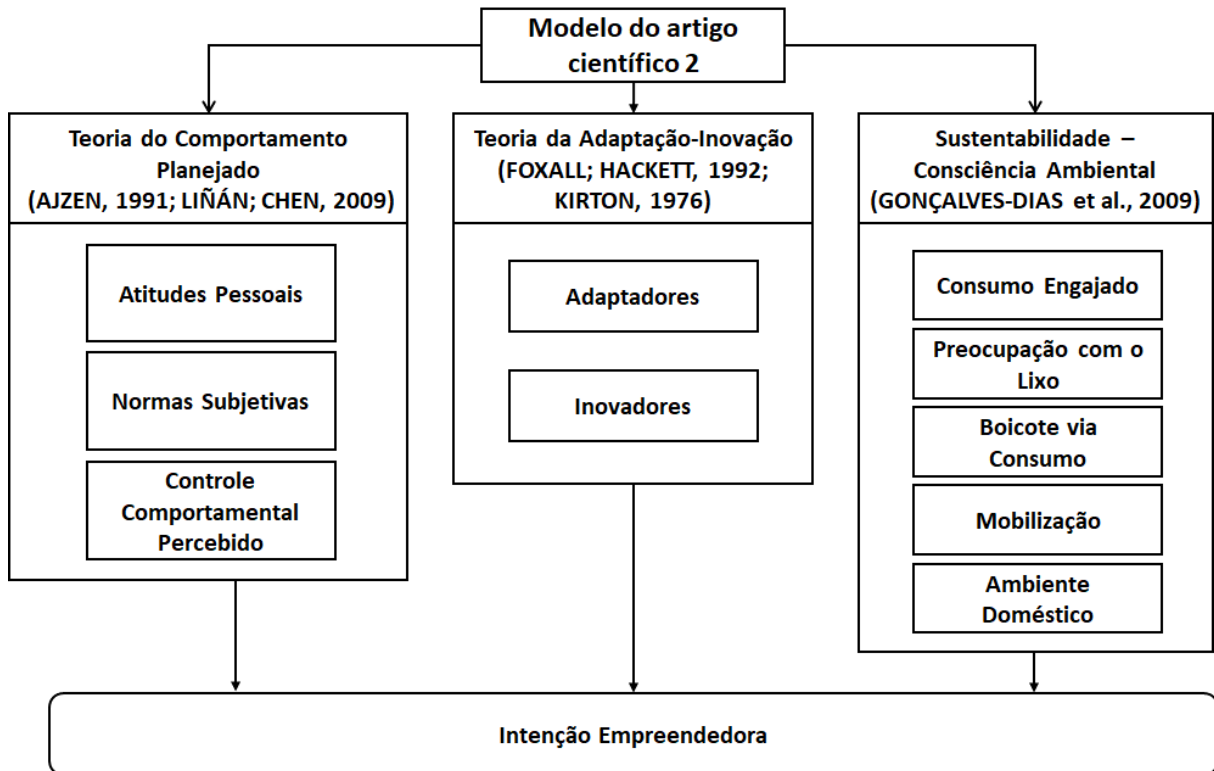 Modelo do artigo
científico 2
Teoria do Comportamento
Planejado
(AJZEN, 1991; LIÑÁN; CHEN, 2009)
Atitudes Pessoais
Normas Subjetivas
Controle
Comportamental
Percebido
Teoria da Adaptação-Inovação
(FOXALL; HACKETT, 1992;
KIRTON, 1976)
Adaptadores
Inovadores
Sustentabilidade –
Consciência Ambiental
(GONÇALVES-DIAS et al., 2009)
Consumo Engajado
Preocupação com o
Lixo
Boicote via
Consumo
Mobilização
Ambiente
Doméstico
Intenção Empreendedora